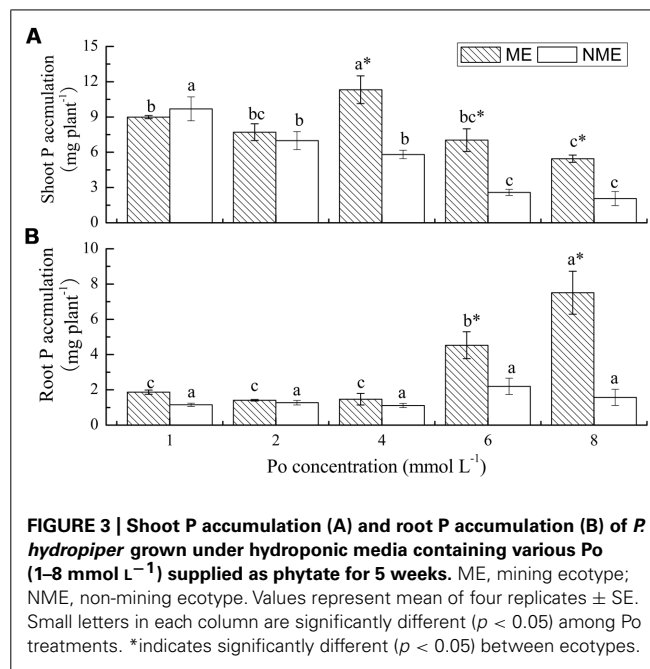 A
ME NME
Shoot P accmulation
(mg plant-1)
15
12
9
6
3
0
b a bc b a* b bc* c c* c
B
Root P accmulation
(mg plant-1)
10
8
6
4
2
0
c a c a c a b* a a* a
1 2 4 6 8
Po concentration (mmol L-1)
FIGURE 3 | Shoot P accumulation (A) and root P accumulation (B) of P.
hydropiper grown under hydroponic media containing various Po
(1–8 mmol L−1) supplied as phytate for 5 weeks. ME, mining ecotype;
NME, non-mining ecotype. Values represent mean of four replicates ± SE.
Small letters in each column are significantly different (p < 0.05) among Po
treatments. *indicates significantly different (p < 0.05) between ecotypes.